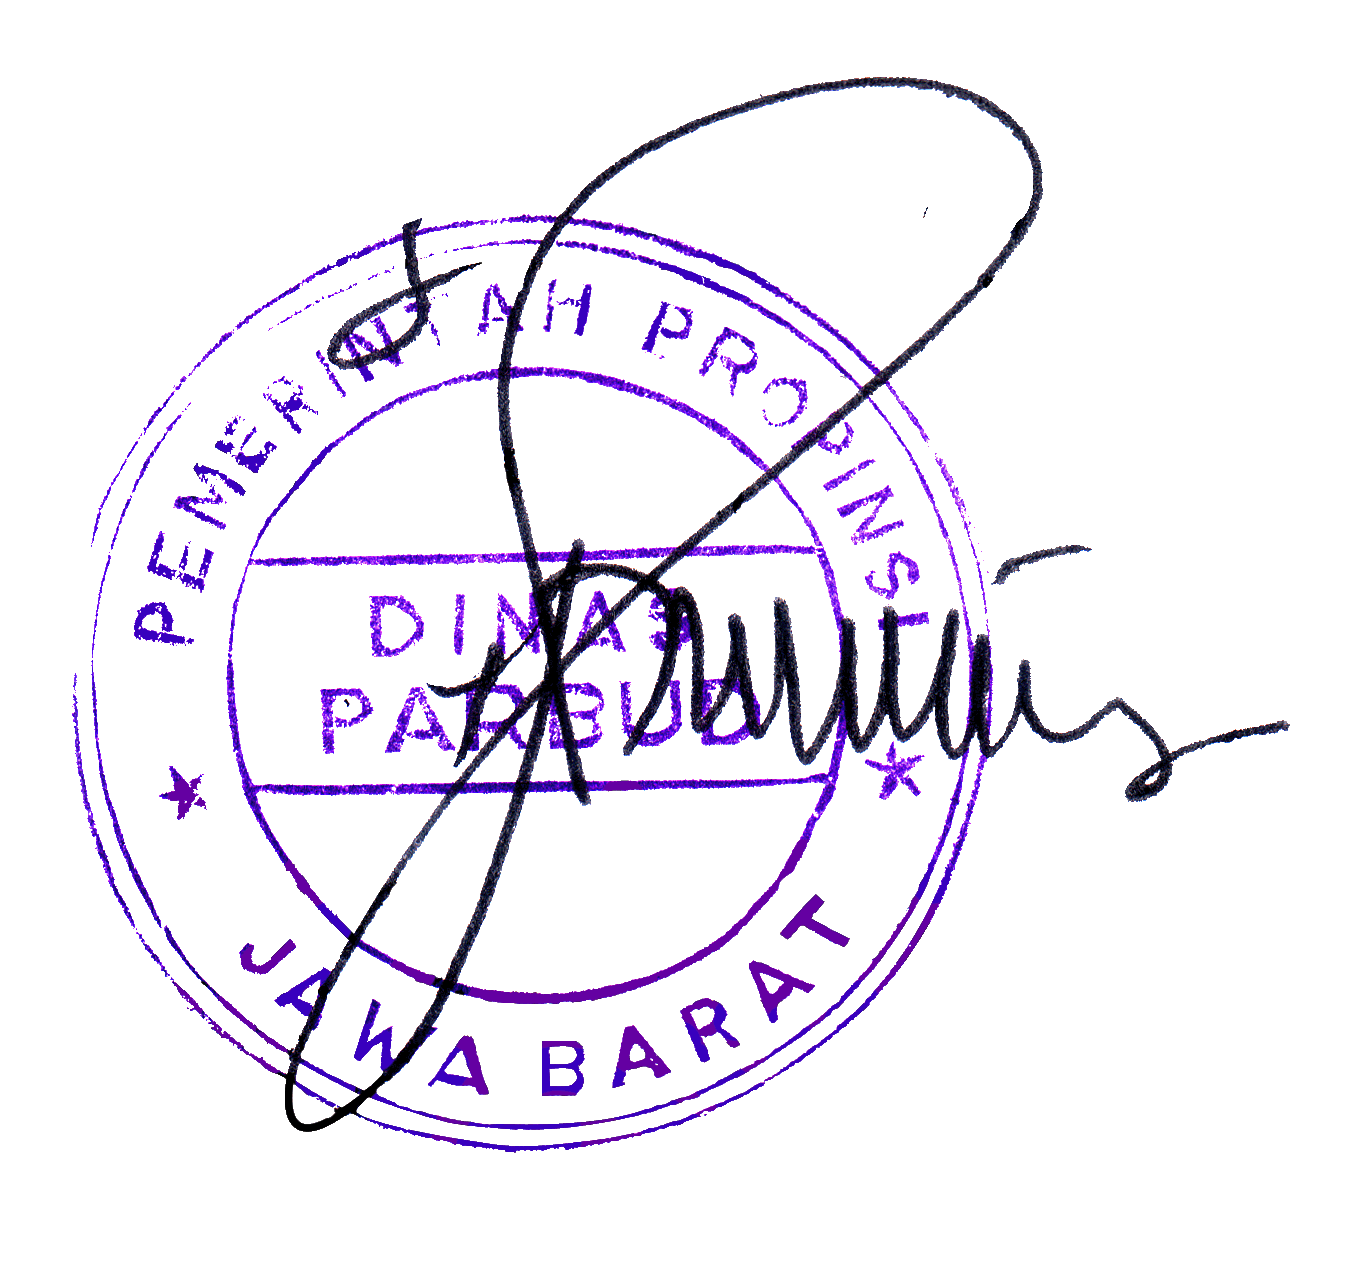 PEMERINTAH PROPINSI
DINAS
PARBUD
JAWA BARAT